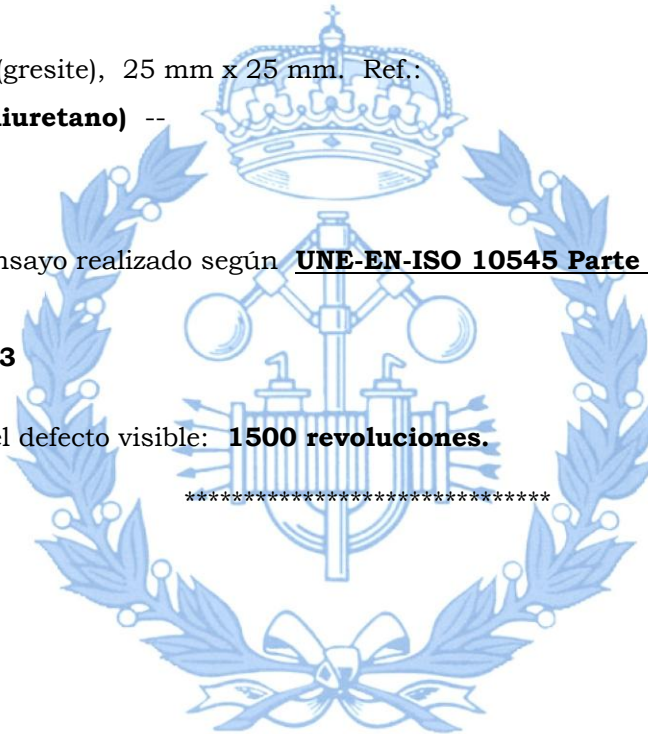 (gresite), 25 mm x 25 mm. Ref.:
iuretano) --
nsayo realizado según UNE-EN-ISO 10545 Parte
3
el defecto visible: 1500 revoluciones.
*******************************